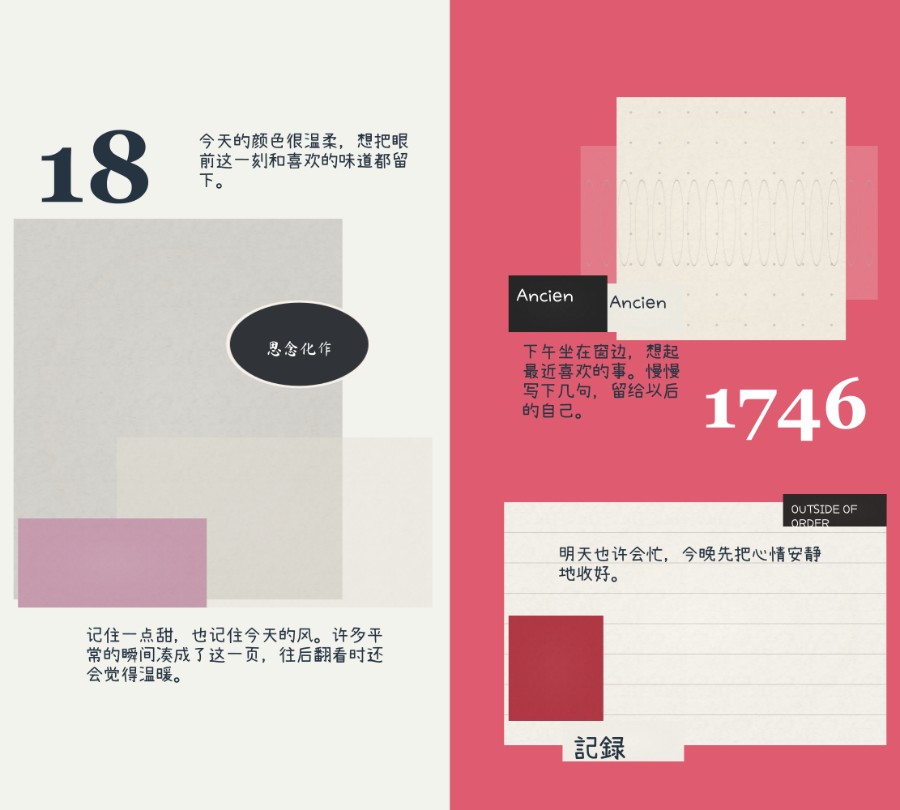 18
今天的颜色很温柔，想把眼
前这一刻和喜欢的味道都留
下。
思念化作
记住一点甜，也记住今天的风。许多平
常的瞬间凑成了这一页，往后翻看时还
会觉得温暖。
Ancien
Ancien
下午坐在窗边，想起
最近喜欢的事。慢慢
写下几句，留给以后
的自己。
1746
OUTSIDE OF
ORDER
明天也许会忙，今晚先把心情安静
地收好。
記録